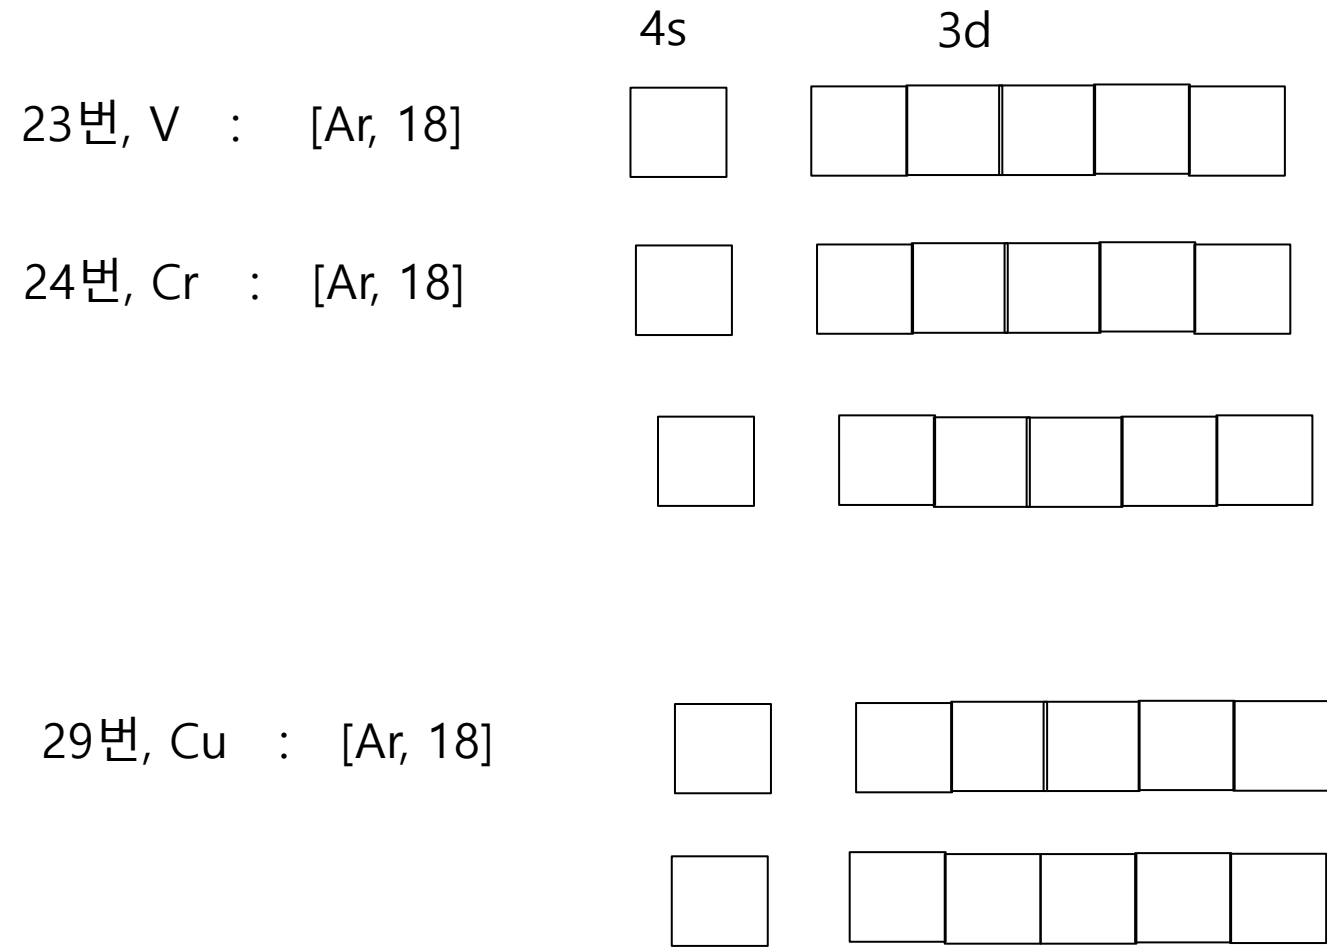 4s 3d
23번, V : [Ar, 18]
24번, Cr : [Ar, 18]
29번, Cu : [Ar, 18]